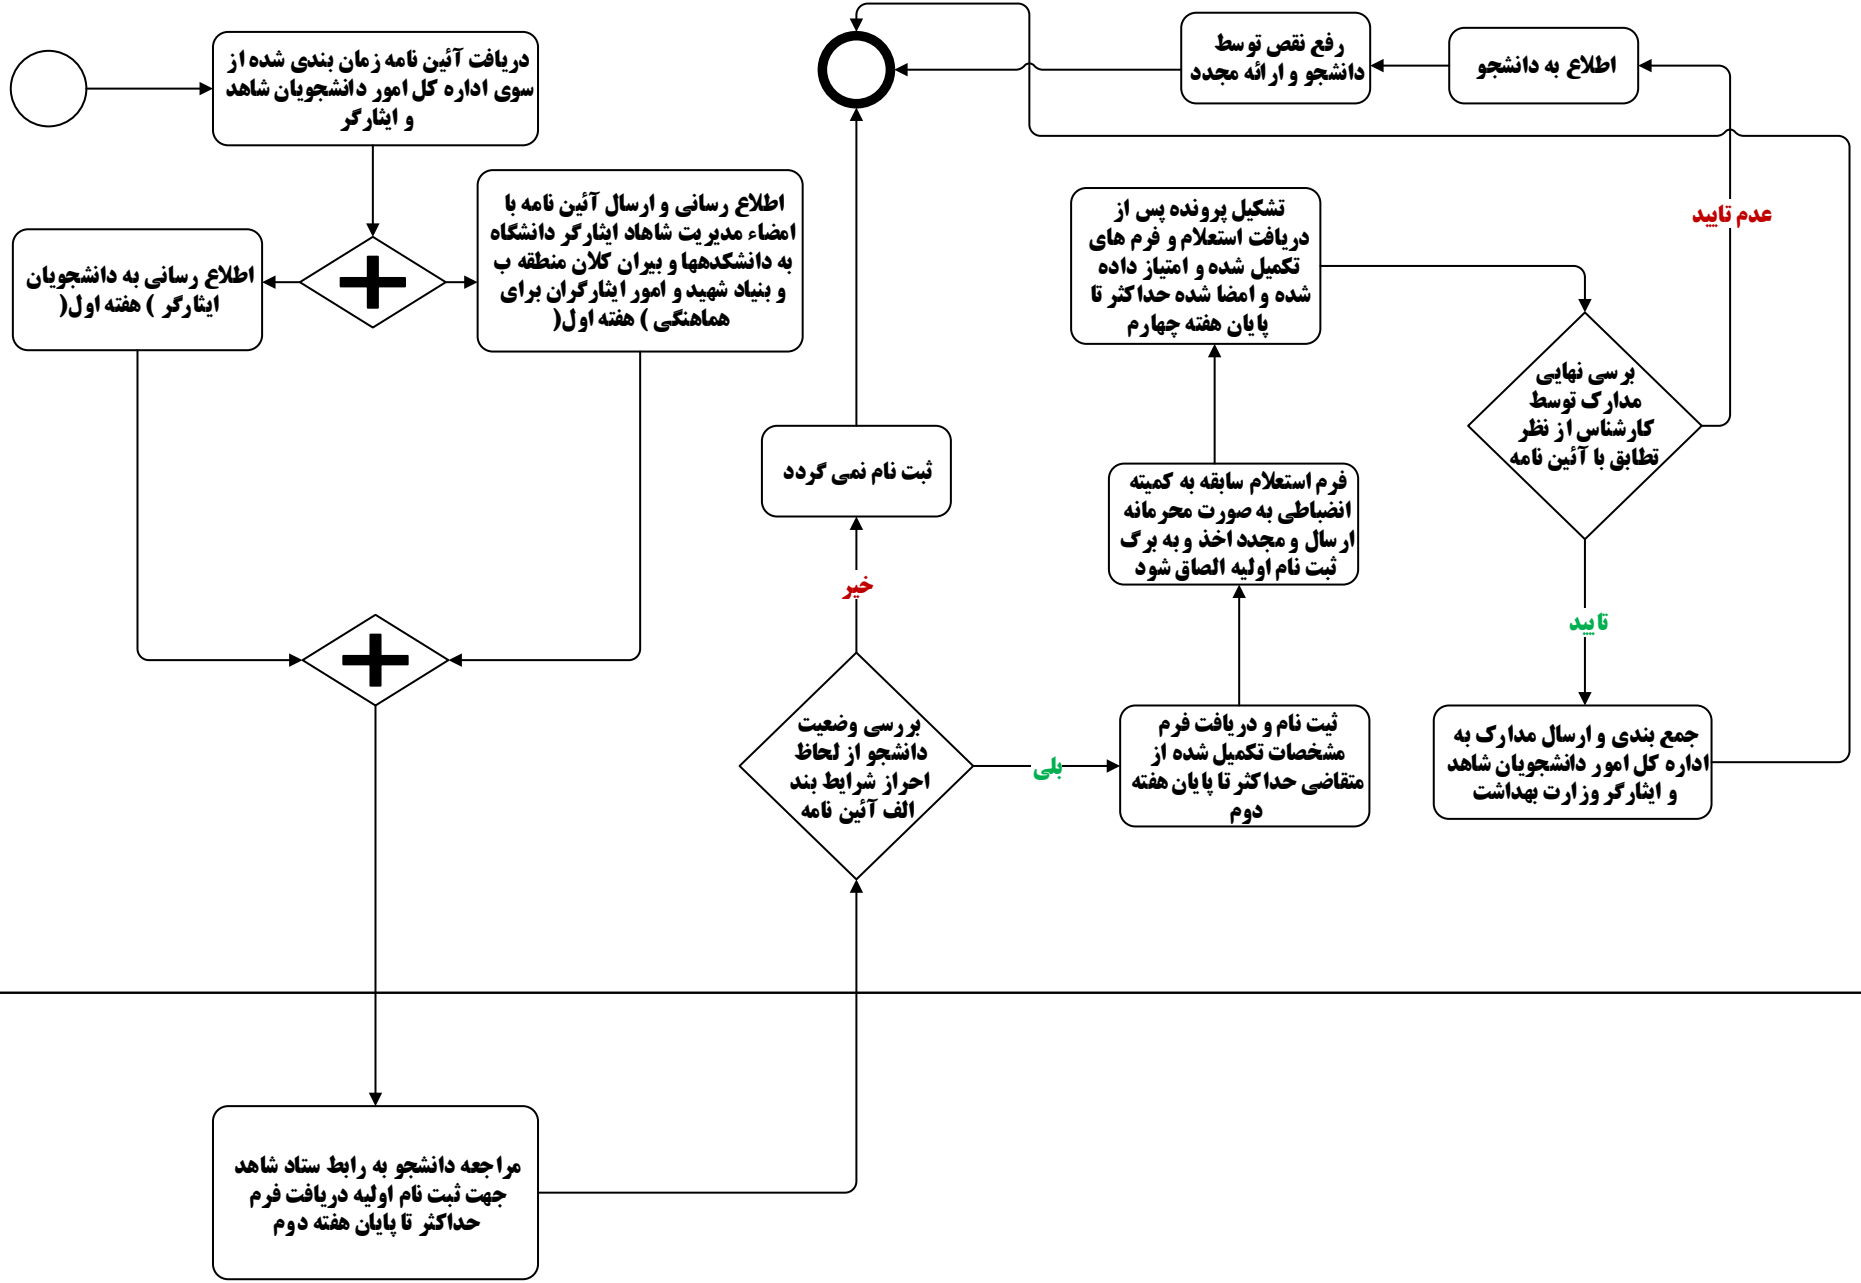 دریافت آئین نامه زمان بندی شده از
سوی اداره کل امور دانشجویان شاهد
و ایثارگر
اطلاع رسانی به دانشجویان
ایثارگر ) هفته اول(
اطلاع رسانی و ارسال آئین نامه با
امضاء مدیریت شاهاد ایثارگر دانشگاه
به دانشکدهها و بیران کلان منطقه ب
و بنیاد شهید و امور ایثارگران برای
هماهنگی ) هفته اول(
مراجعه دانشجو به رابط ستاد شاهد
جهت ثبت نام اولیه دریافت فرم
حداکثر تا پایان هفته دوم
بررسی وضعیت
دانشجو از لحاظ
احراز شرایط بند
الف آئین نامه
خیر
ثبت نام نمی گردد
بلی
ثبت نام و دریافت فرم
مشخصات تکمیل شده از
متقاضی حداکثر تا پایان هفته
دوم
فرم استعلام سابقه به کمیته
انضباطی به صورت محرمانه
ارسال و مجدد اخذ و به برگ
ثبت نام اولیه الصاق شود
تشکیل پرونده پس از
دریافت استعلام و فرم های
تکمیل شده و امتیاز داده
شده و امضا شده حداکثر تا
پایان هفته چهارم
برسی نهایی
مدارک توسط
کارشناس از نظر
تطابق با آئین نامه
عدم تایید
اطلاع به دانشجو
رفع نقص توسط
دانشجو و ارائه مجدد
تایید
جمع بندی و ارسال مدارک به
اداره کل امور دانشجویان شاهد
و ایثارگر وزارت بهداشت